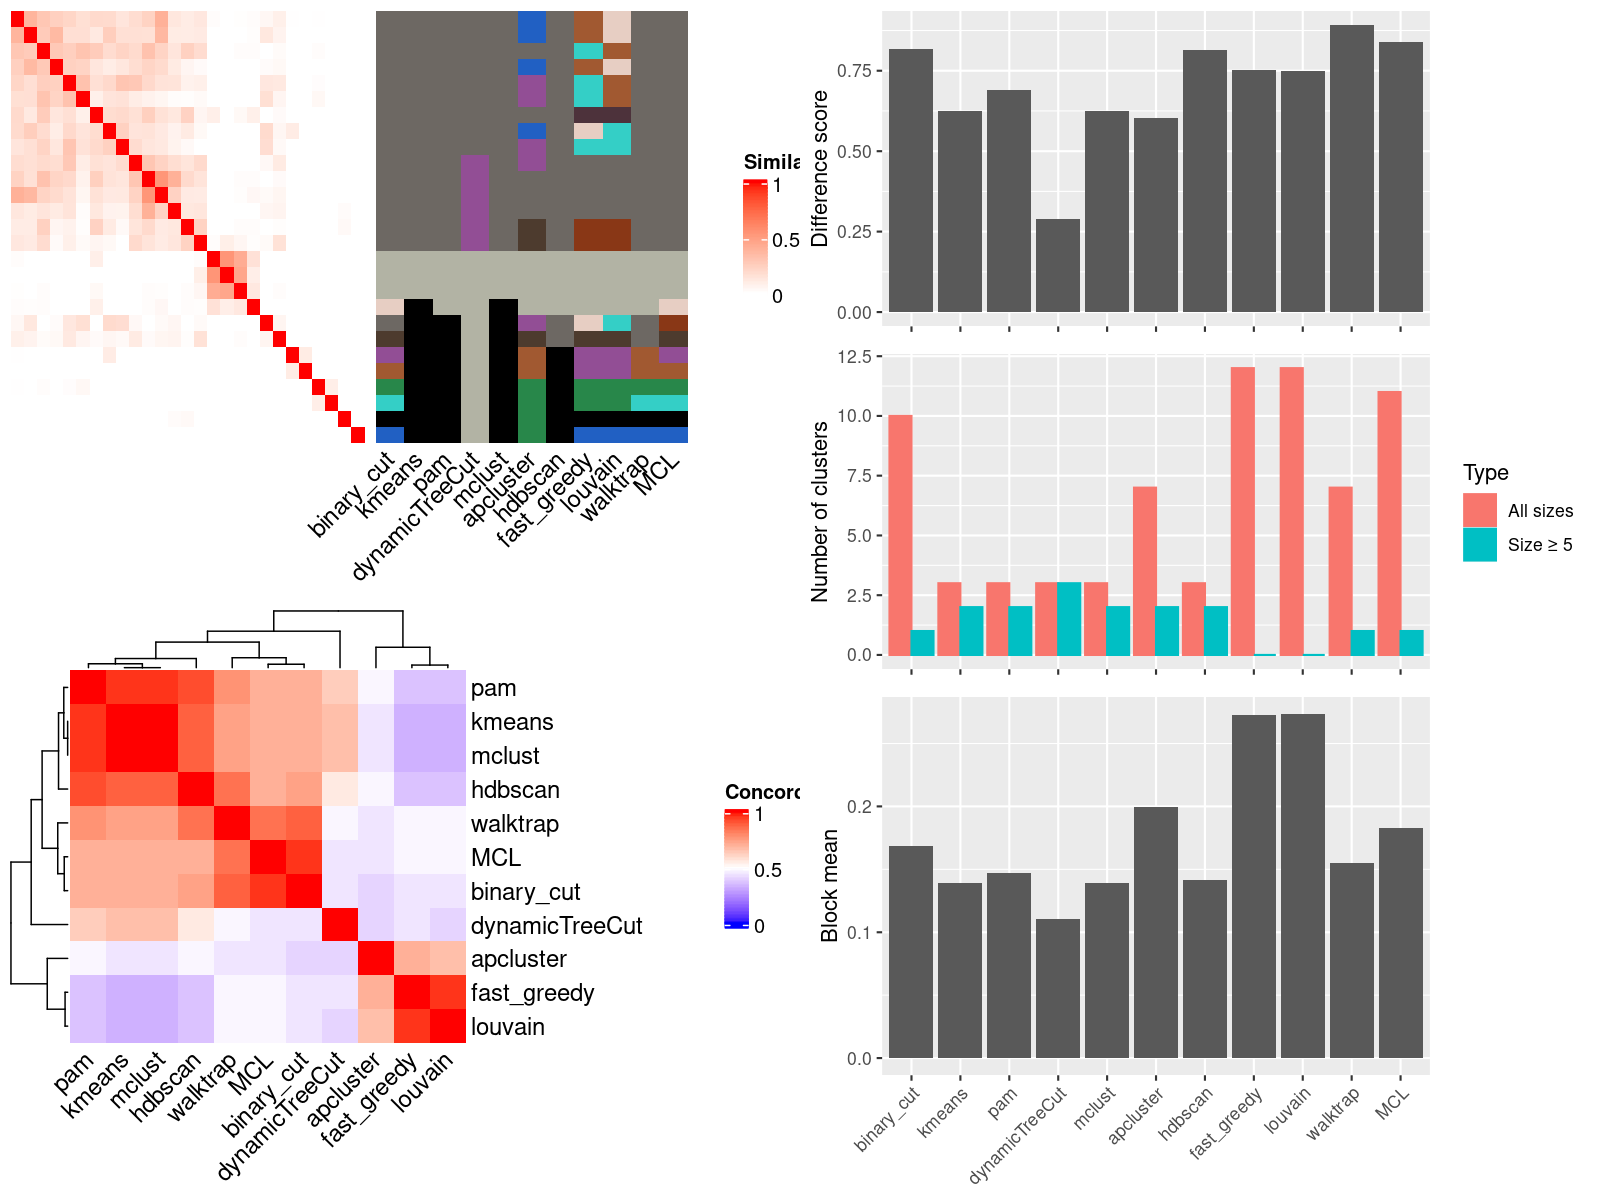 Simila
1
0.5
0
binary_cut
kmeans
pam
dynamicTreeCut
mclust
apcluster
hdbscan
fast_greedy
louvain
walktrap
MCL
pam
kmeans
mclust
hdbscan
walktrap
MCL
binary_cut
dynamicTreeCut
apcluster
fast_greedy
louvain
Concord
1
0.5
0
pam
kmeans
mclust
hdbscan
walktrap
MCL
binary_cut
dynamicTreeCut
apcluster
fast_greedy
louvain
Difference score
0.75
0.50
0.25
0.00
Number of clusters
12.5
10.0
7.5
5.0
2.5
0.0
Type
All sizes
Size ≥ 5
Block mean
0.2
0.1
0.0
binary_cut
kmeans
pam
dynamicTreeCut
mclust
apcluster
hdbscan
fast_greedy
louvain
walktrap
MCL